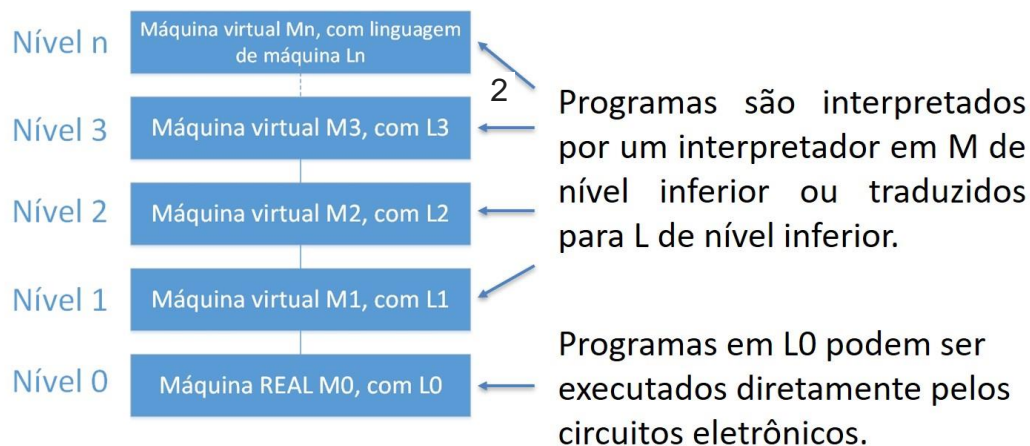 Nível n
Máquina virtual Mn, com linguagem
de máquina Ln
2
Nível 3
Máquina virtual M3, com L3
Nível 2
Máquina virtual M2, com L2
Nível 1
Máquina virtual M1, com L1
Nível 0
Máquina REAL M0, com L0
Programas são interpretados
por um interpretador em M de
nível inferior ou traduzidos
para L de nível inferior.
Programas em L0 podem ser
executados diretamente pelos
circuitos eletrônicos.